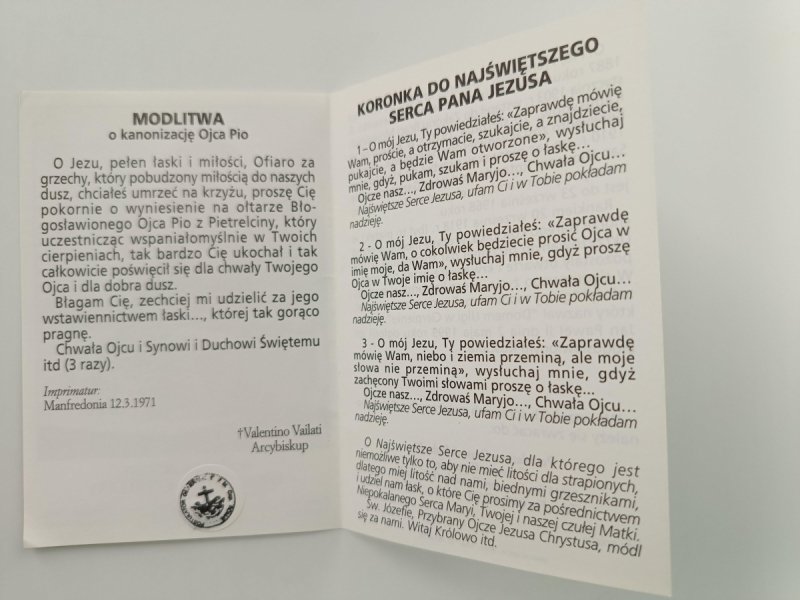 MODLITWA
o kanonizację Ojca Pio
O Jezu, pełen łaski i miłości, Ofiaro za
grzechy, który pobudzony miłością do naszych
dusz, chciałeś umrzeć na krzyżu, proszę Cię
pokornie o wyniesienie na ołtarze Bło-
gosławionego Ojca Pio z Pietrelciny, który
uczestnicząc wspaniałomyślnie w Twoich
cierpieniach, tak bardzo Cię ukochał i tak
całkowicie poświęcił się dla chwały Twojego
Ojca i dla dobra dusz.
Błagam Cię, zechciej mi udzielić za jego
wstawiennictwem łaski..., której tak gorąco
pragnę.
Chwała Ojcu i Synowi i Duchowi Świętemu
itd (3 razy).
Imprimatur:
Manfredonia 12.3.1971
†Valentino Vailati
Arcybiskup
KORONKA DO NAJŚWIĘTSZEGO
SERCA PANA JEZUSA
1 – O mój Jezu, Ty powiedziałeś: «Zaprawdę mówię
Wam, proście, a otrzymacie, szukajcie, a znajdziecie,
pukajcie, a będzie Wam otworzone», wysłuchaj
mnie, gdyż, pukam, szukam i proszę o łaskę...
Ojcze nasz..., Zdrowaś Maryjo..., Chwała Ojcu...
Najświętsze Serce Jezusa, ufam Ci i w Tobie pokładam
nadzieję.
2 - O mój Jezu, Ty powiedziałeś: «Zaprawdę
mówię Wam, o cokolwiek będziecie prosić Ojca w
imię moje, da Wam», wysłuchaj mnie, gdyż proszę
Ojca w Twoje imię o łaskę...
Ojcze nasz..., Zdrowaś Maryjo..., Chwała Ojcu...
Najświętsze Serce Jezusa, ufam Ci i w Tobie pokładam
nadzieję.
3 - O mój Jezu, Ty powiedziałeś: «Zaprawdę
mówię Wam, niebo i ziemia przeminą, ale moje
słowa nie przeminą», wysłuchaj mnie, gdyż
zachęcony Twoimi słowami proszę o łaskę...
Ojcze nasz..., Zdrowaś Maryjo..., Chwała Ojcu...
Najświętsze Serce Jezusa, ufam Ci i w Tobie pokładam
nadzieję.
O Najświętsze Serce Jezusa, dla którego jest
niemożliwe tylko to, aby nie mieć litości dla strapionych,
dlatego miej litość nad nami, biednymi grzesznikami,
i udziel nam łask, o które Cię prosimy za pośrednictwem
Niepokalanego Serca Maryi, Twojej i naszej czułej Matki.
Św. Józefie, Przybrany Ojcze Jezusa Chrystusa, módl
się za nami. Witaj Królowo itd.